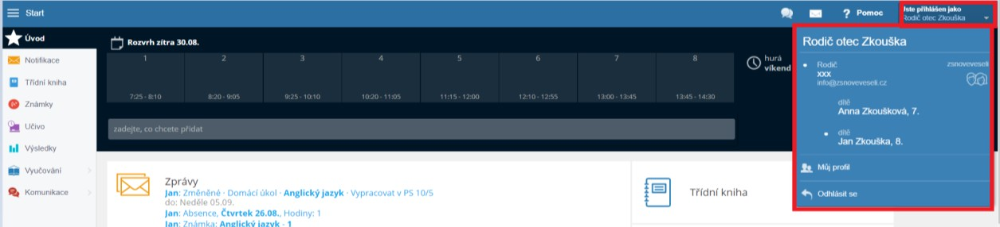 Start
Pomoc
Jste přihlášen jako
Rodič otec Zkouška
Úvod
Notifikace
Třídní kniha
Známky
Učivo
Výsledky
Vyučování
Komunikace
Rozvrh zítra 30.08.
1 2 3 4 5 6 7 8
7:25 - 8:10 8:20 - 9:05 9:25 - 10:10 10:20 - 11:05 11:15 - 12:00 12:10 - 12:55 13:00 - 13:45 13:45 - 14:30
hurá
víkend
zadejte, co chcete přidat
Zprávy
Jan: Změněné · Domácí úkol · Anglický jazyk · Vypracovat v PS 10/5
do: Neděle 05.09.
Jan: Absence, Čtvrtek 26.08., Hodiny: 1
Jan: Známka: Anglický jazyk - 1
Třídní kniha
Rodič otec Zkouška
Rodič zsnoveveseli
xxx
info@zsnoveveseli.cz
dítě
Anna Zkoušková, 7.
dítě
Jan Zkouška, 8.
Můj profil
Odhlásit se